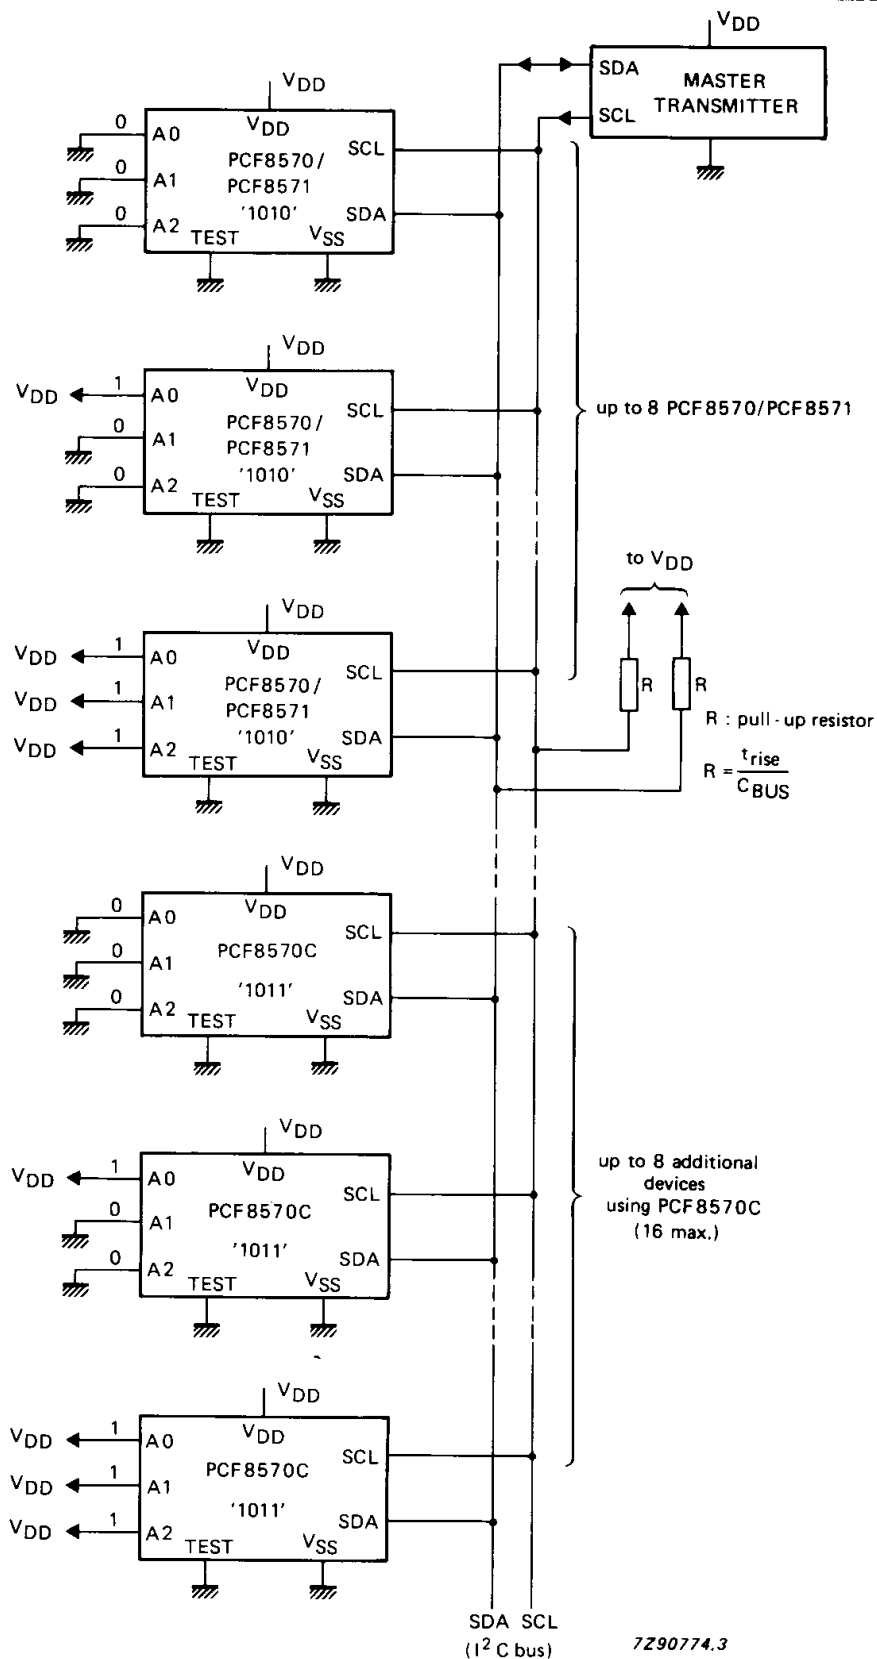 VDD
SDA
MASTER
TRANSMITTER
SCL
VDD
0 A0 VDD
PCF8570/ SCL
0 A1 PCF8571
'1010' SDA
0 A2 TEST VSS
VDD
VDD 1 A0 VDD
PCF8570/ SCL
0 A1 PCF8571
'1010' SDA
0 A2 TEST VSS
up to 8 PCF8570/PCF8571
to VDD
R R
R : pull-up resistor
R = trise
CBUS
VDD
VDD 1 A0 VDD
PCF8570/ SCL
VDD 1 A1 PCF8571
VDD 1 A2 '1010' SDA
TEST VSS
VDD
0 A0 VDD
SCL
0 A1 PCF8570C
'1011' SDA
0 A2 TEST VSS
VDD
VDD 1 A0 VDD
SCL
0 A1 PCF8570C
'1011' SDA
0 A2 TEST VSS
up to 8 additional
devices
using PCF8570C
(16 max.)
VDD
VDD 1 A0 VDD
SCL
VDD 1 A1 PCF8570C
'1011' SDA
VDD 1 A2 TEST VSS
SDA SCL
(I²C bus)
7Z90774.3